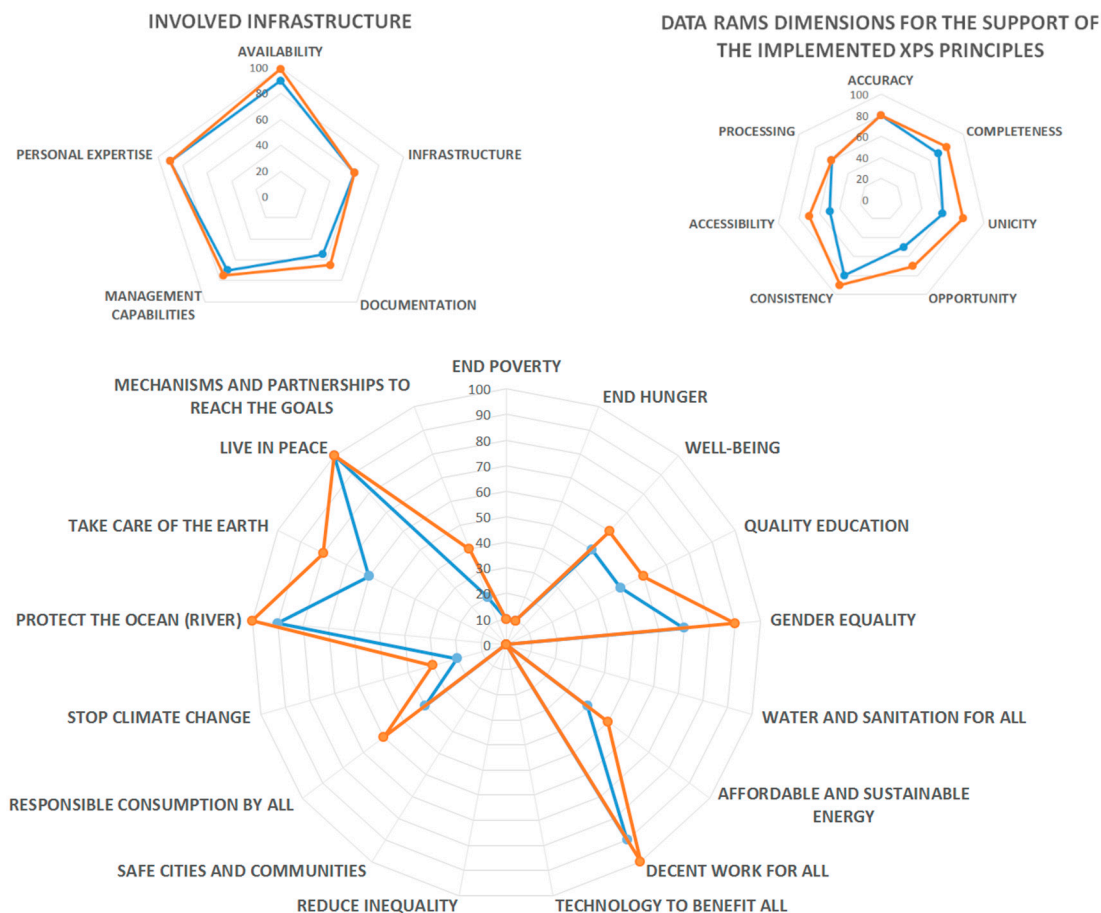 INVOLVED INFRASTRUCTURE
AVAILABILITY
100
80
60
40
20
0
INFRASTRUCTURE
DOCUMENTATION
MANAGEMENT
CAPABILITIES
PERSONAL EXPERTISE
DATA RAMS DIMENSIONS FOR THE SUPPORT OF
THE IMPLEMENTED XPS PRINCIPLES
ACCURACY
100
80
60
40
20
0
COMPLETENESS
UNICITY
OPPORTUNITY
CONSISTENCY
ACCESSIBILITY
PROCESSING
END POVERTY
100
90
80
70
60
50
40
30
20
10
0
END HUNGER
WELL-BEING
QUALITY EDUCATION
GENDER EQUALITY
WATER AND SANITATION FOR ALL
AFFORDABLE AND SUSTAINABLE
ENERGY
DECENT WORK FOR ALL
TECHNOLOGY TO BENEFIT ALL
REDUCE INEQUALITY
SAFE CITIES AND COMMUNITIES
RESPONSIBLE CONSUMPTION BY ALL
STOP CLIMATE CHANGE
PROTECT THE OCEAN (RIVER)
TAKE CARE OF THE EARTH
LIVE IN PEACE
MECHANISMS AND PARTNERSHIPS TO
REACH THE GOALS